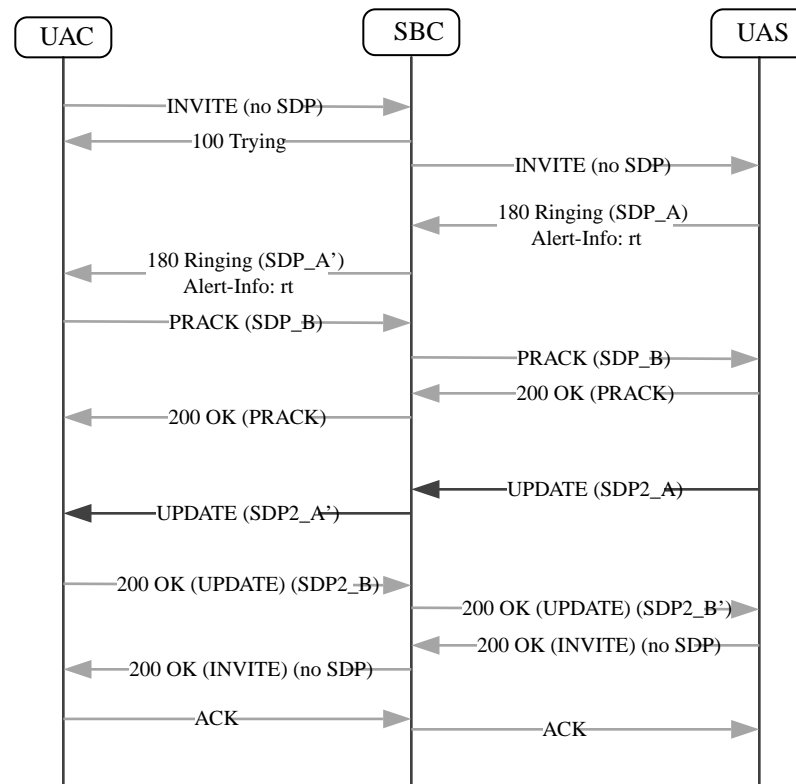 UAC
SBC
UAS
INVITE (no SDP)
100 Trying
INVITE (no SDP)
180 Ringing (SDP_A)
Alert-Info: rt
180 Ringing (SDP_A’)
Alert-Info: rt
PRACK (SDP_B)
PRACK (SDP_B)
200 OK (PRACK)
200 OK (PRACK)
UPDATE (SDP2_A)
UPDATE (SDP2_A’)
200 OK (UPDATE) (SDP2_B)
200 OK (UPDATE) (SDP2_B’)
200 OK (INVITE) (no SDP)
200 OK (INVITE) (no SDP)
ACK
ACK